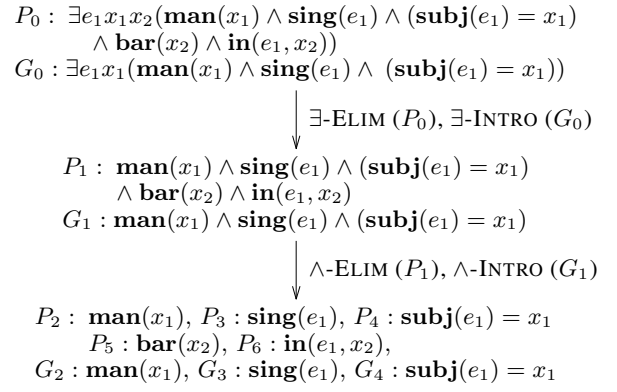 P₀ : ∃e₁x₁x₂(man(x₁) ∧ sing(e₁) ∧ (subj(e₁) = x₁)
∧ bar(x₂) ∧ in(e₁, x₂))
G₀ : ∃e₁x₁(man(x₁) ∧ sing(e₁) ∧ (subj(e₁) = x₁))
∃-ELIM (P₀), ∃-INTRO (G₀)
P₁ : man(x₁) ∧ sing(e₁) ∧ (subj(e₁) = x₁)
∧ bar(x₂) ∧ in(e₁, x₂)
G₁ : man(x₁) ∧ sing(e₁) ∧ (subj(e₁) = x₁)
∧-ELIM (P₁), ∧-INTRO (G₁)
P₂ : man(x₁), P₃ : sing(e₁), P₄ : subj(e₁) = x₁
P₅ : bar(x₂), P₆ : in(e₁, x₂),
G₂ : man(x₁), G₃ : sing(e₁), G₄ : subj(e₁) = x₁